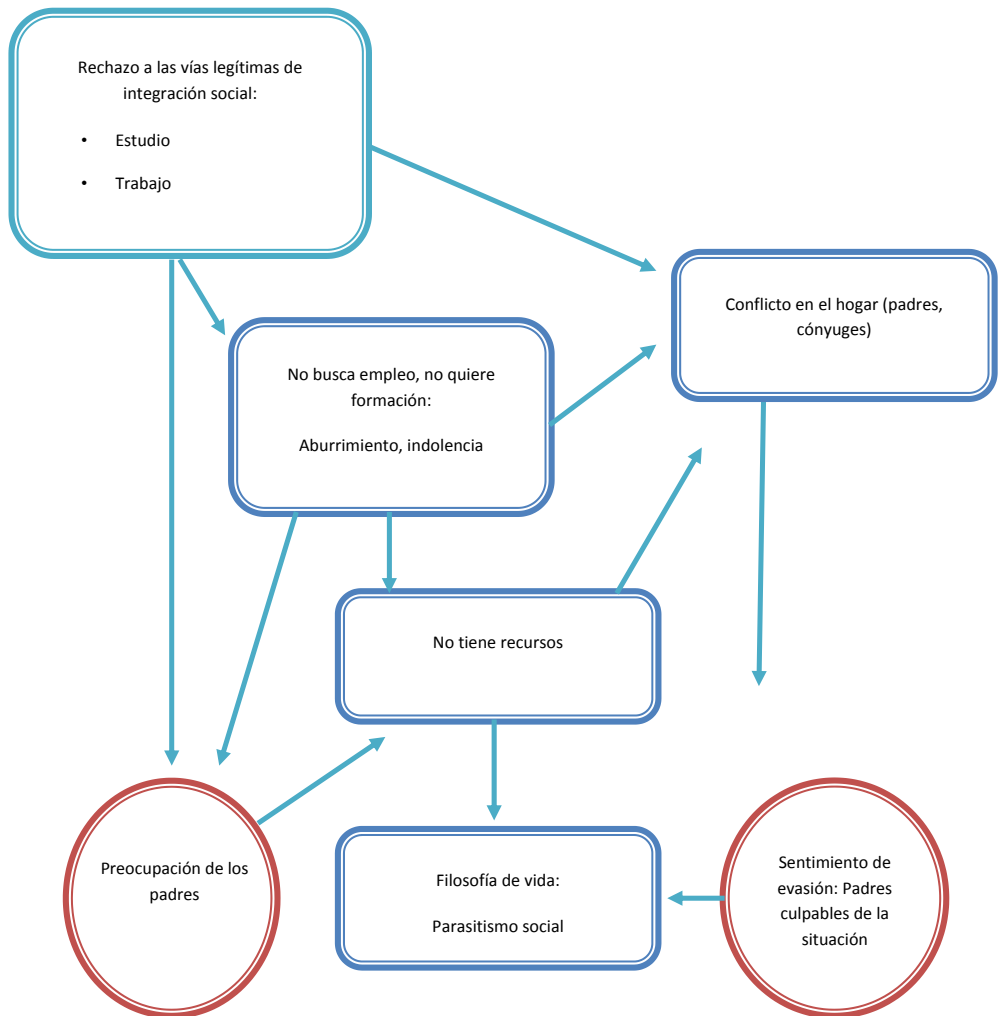 Rechazo a las vías legítimas de
integración social:
• Estudio
• Trabajo
Conflicto en el hogar (padres,
cónyuges)
No busca empleo, no quiere
formación:
Aburrimiento, indolencia
No tiene recursos
Preocupación de los
padres
Filosofía de vida:
Parasitismo social
Sentimiento de
evasión: Padres
culpables de la
situación